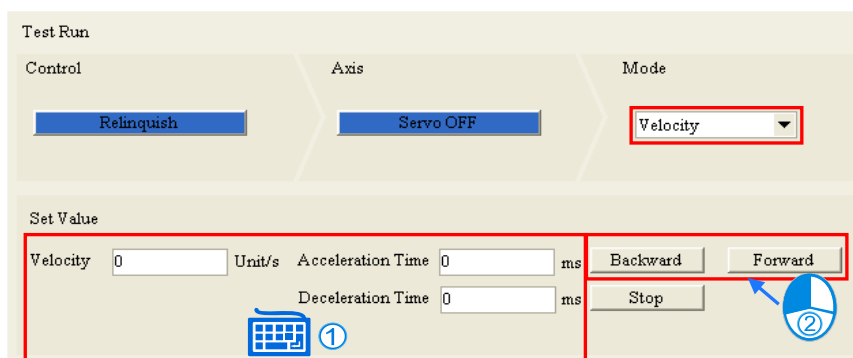 Test Run
Control Axis Mode
Relinquish Servo OFF Velocity
Set Value
Velocity 0 Unit/s Acceleration Time 0 ms Backward Forward
Deceleration Time 0 ms Stop
① ②